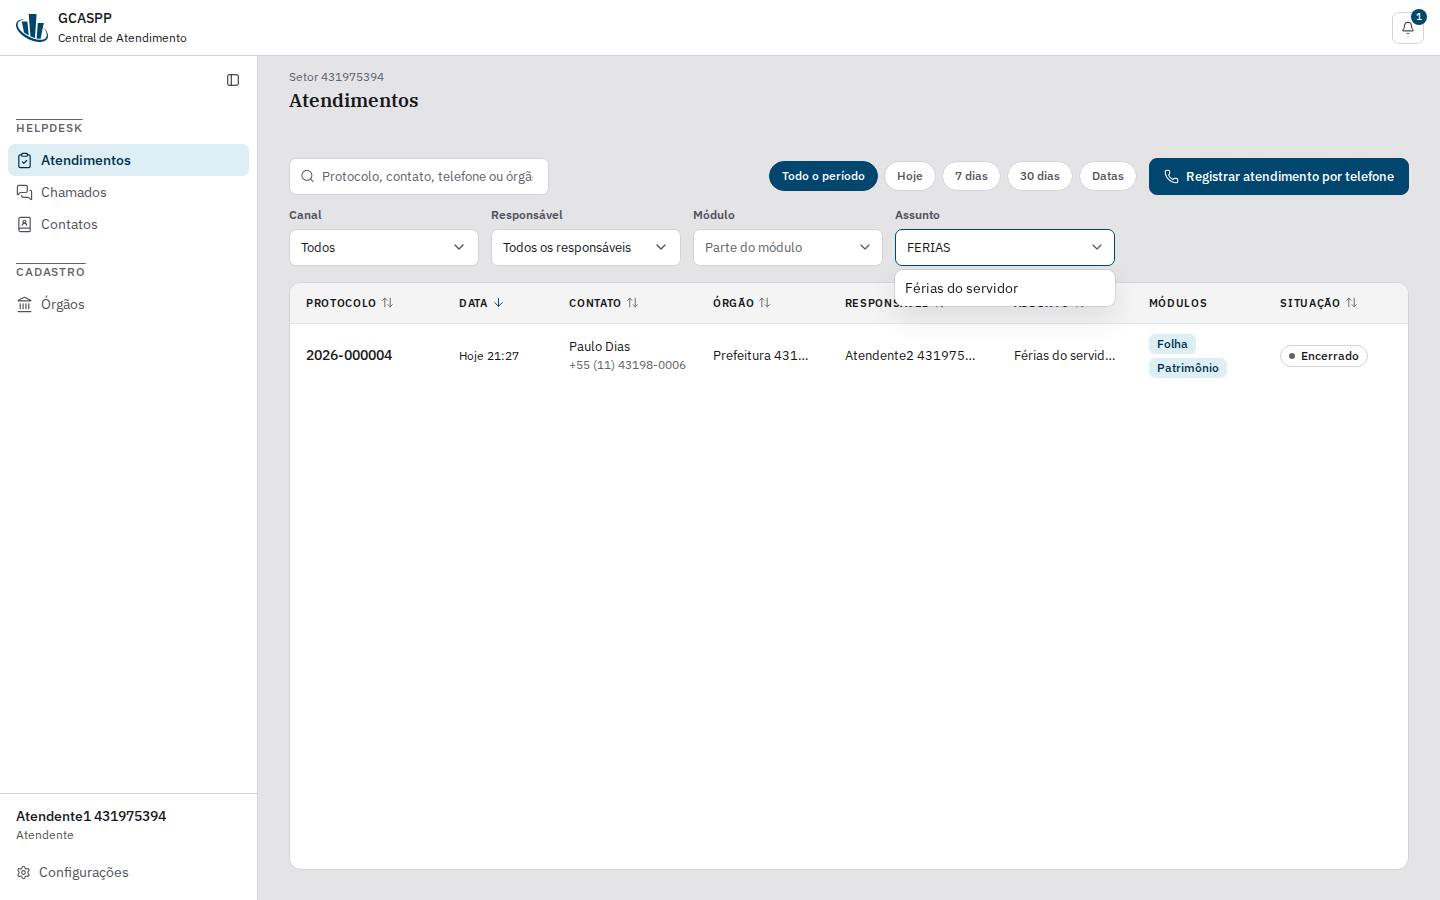 GCASPP
Central de Atendimento
1
HELPDESK
Atendimentos
Chamados
Contatos
CADASTRO
Órgãos
Atendente1 431975394
Atendente
Configurações
Setor 431975394
Atendimentos
Protocolo, contato, telefone ou órgã
Todo o período
Hoje
7 dias
30 dias
Datas
Registrar atendimento por telefone
Canal
Responsável
Módulo
Assunto
Todos
Todos os responsáveis
Parte do módulo
FERIAS
Férias do servidor
PROTOCOLO
DATA
CONTATO
ÓRGÃO
MÓDULOS
SITUAÇÃO
2026-000004
Hoje 21:27
Paulo Dias
+55 (11) 43198-0006
Prefeitura 431...
Atendente2 431975...
Férias do servid...
Folha
Patrimônio
Encerrado